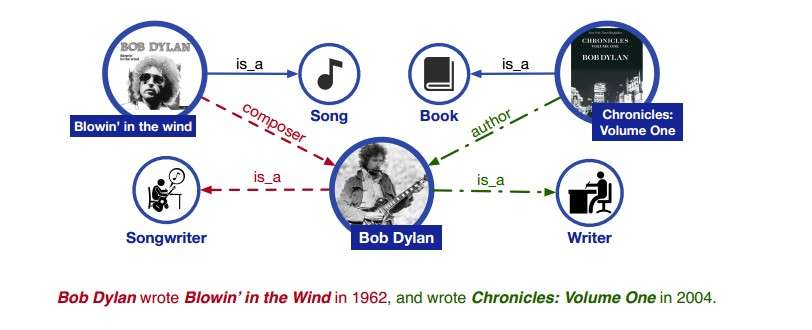 BOB DYLAN
is_a
is_a
CHRONICLES
VOLUME ONE
BOB DYLAN
Blowin' in the wind
Song
Book
Chronicles:
Volume One
composer
author
is_a
is_a
Songwriter
Bob Dylan
Writer
Bob Dylan wrote Blowin' in the Wind in 1962, and wrote Chronicles: Volume One in 2004.